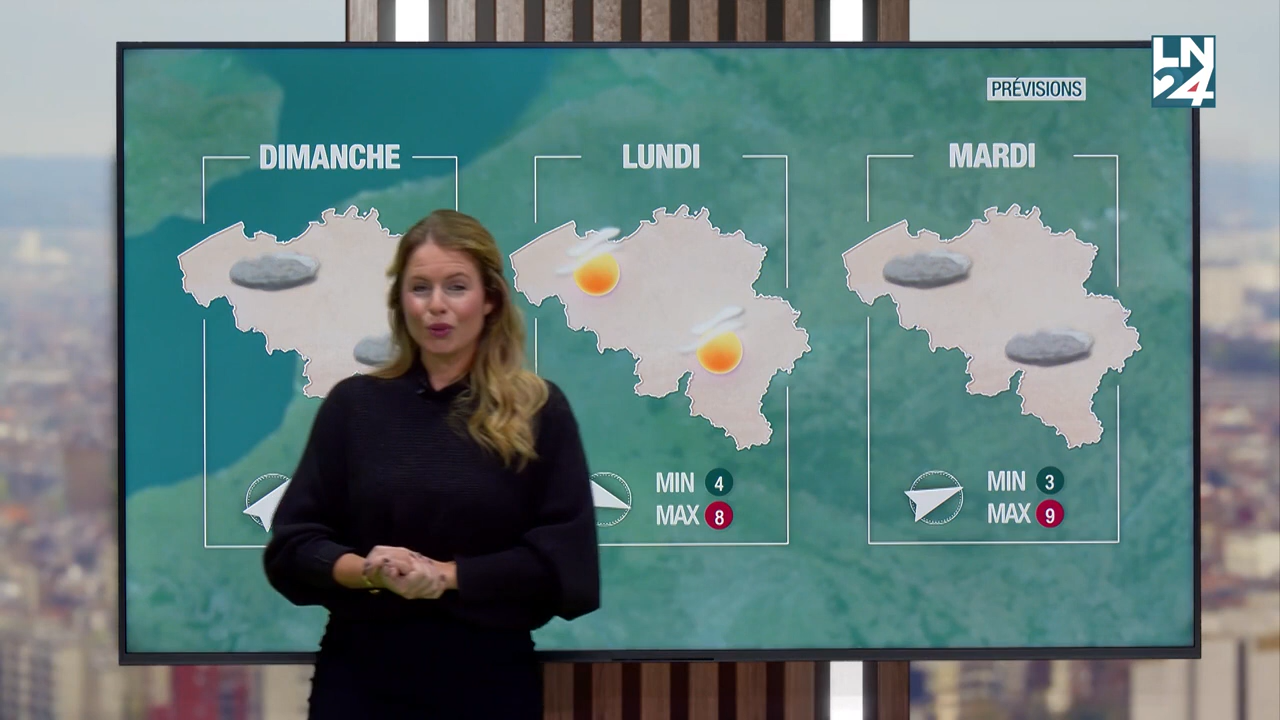 LN
24
PRÉVISIONS
DIMANCHE
LUNDI
MIN 4
MAX 8
MARDI
MIN 3
MAX 9